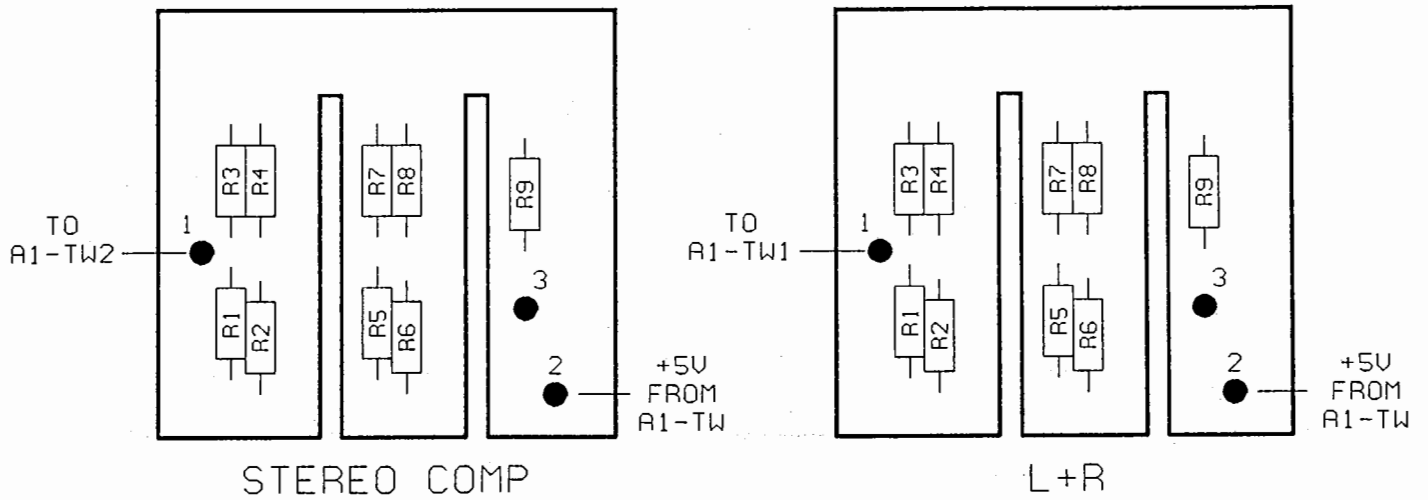 R3
R4
R7
R8
R9
TO
A1-TW2
1
3
R1
R2
R5
R6
2
+5V
FROM
A1-TW
STEREO COMP
R3
R4
R7
R8
R9
TO
A1-TW1
1
3
R1
R2
R5
R6
2
+5V
FROM
A1-TW
L+R